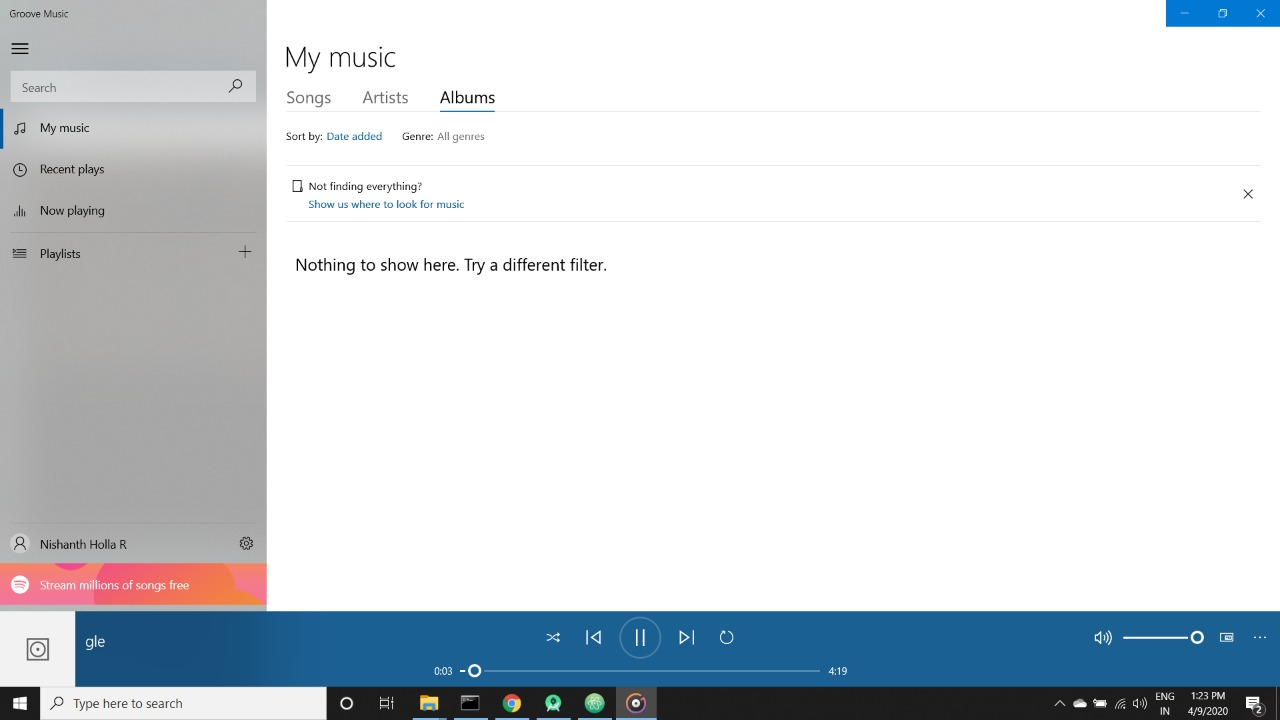 Groove Music
Search
My music
Recent plays
Now playing
Playlists
Nishanth Holla R
Stream millions of songs free
My music
Songs Artists Albums
Sort by: Date added Genre: All genres
Not finding everything?
Show us where to look for music
Nothing to show here. Try a different filter.
gle
0:03 4:19
Type here to search
ENG
IN
1:23 PM
4/9/2020
2